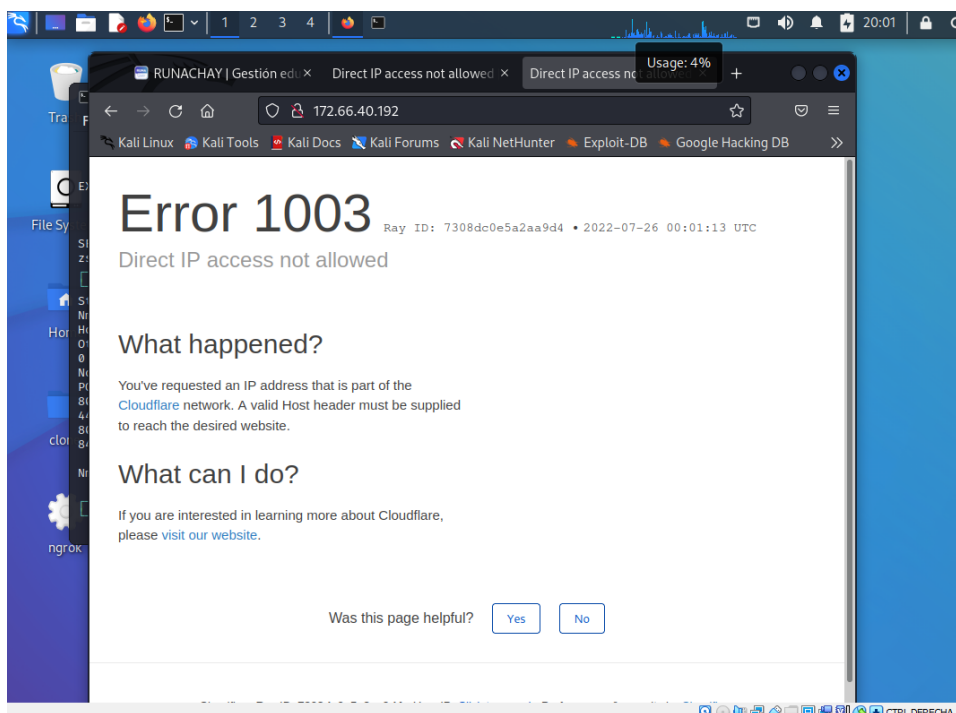 1 2 3 4
20:01
Usage: 4%
RUNACHAY | Gestión edu
Direct IP access not allowed
Direct IP access not allowed
172.66.40.192
Kali Linux Kali Tools Kali Docs Kali Forums Kali NetHunter Exploit-DB Google Hacking DB
Tra
File Sy
Ho
clo
ngrok
Error 1003 Ray ID: 7308dc0e5a2aa9d4 • 2022-07-26 00:01:13 UTC
Direct IP access not allowed
What happened?
You've requested an IP address that is part of the
Cloudflare network. A valid Host header must be supplied
to reach the desired website.
What can I do?
If you are interested in learning more about Cloudflare,
please visit our website.
Was this page helpful? Yes No
CTRL DERECHA